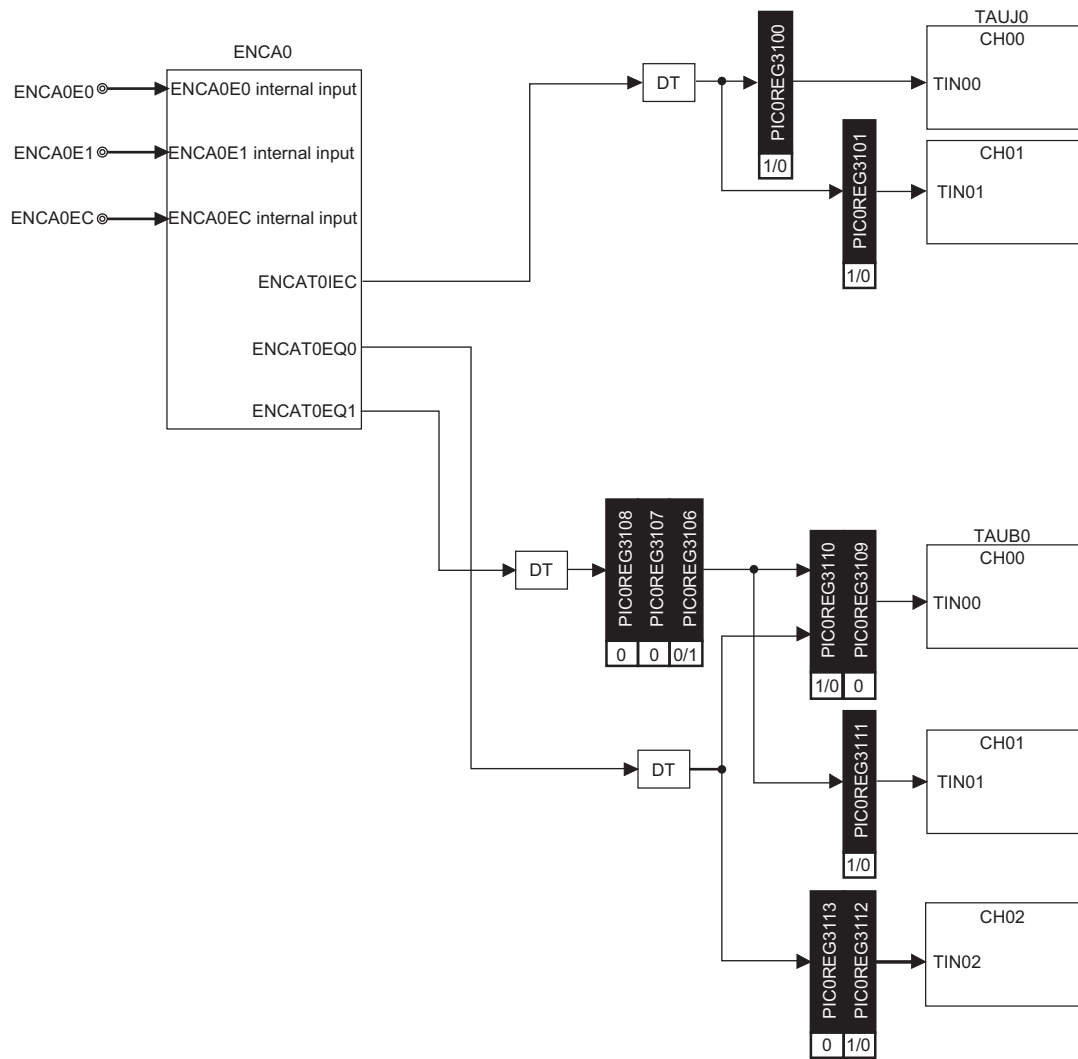 ENCA0
ENCA0E0
ENCA0E0 internal input
ENCA0E1
ENCA0E1 internal input
ENCA0EC
ENCA0EC internal input
ENCAT0IEC
ENCAT0EQ0
ENCAT0EQ1
DT
PIC0REG3100
1/0
PIC0REG3101
1/0
TAUJ0
CH00
TIN00
CH01
TIN01
DT
PIC0REG3108
PIC0REG3107
PIC0REG3106
0
0
0/1
DT
PIC0REG3110
PIC0REG3109
1/0
0
PIC0REG3111
1/0
PIC0REG3113
PIC0REG3112
0
1/0
TAUB0
CH00
TIN00
CH01
TIN01
CH02
TIN02